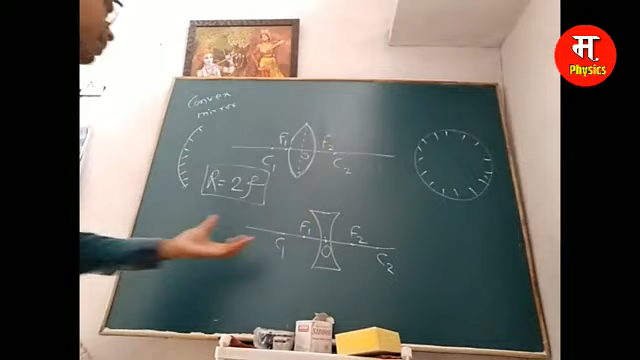 म
Physics
Convex
mirror
F₁ F₂
O
C₁ C₂
R = 2f
F₁ F₂
O
C₁ C₂